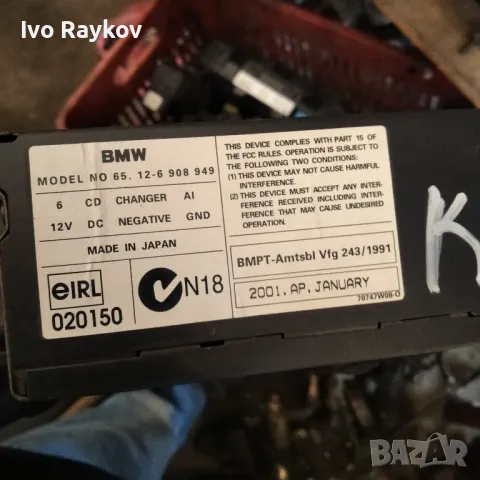 Ivo Raykov
BMW
MODEL NO 65. 12-6 908 949
6 CD CHANGER AI
12V DC NEGATIVE GND
MADE IN JAPAN
eIRL
020150
N18
THIS DEVICE COMPLIES WITH PART 15 OF
THE FCC RULES. OPERATION IS SUBJECT TO
THE FOLLOWING TWO CONDITIONS:
(1) THIS DEVICE MAY NOT CAUSE HARMFUL
INTERFERENCE.
(2) THIS DEVICE MUST ACCEPT ANY INTER-
FERENCE RECEIVED INCLUDING INTER-
FERENCE THAT MAY CAUSE UNDESIRED
OPERATION.
BMPT-Amtsbl Vfg 243/1991
2001.AP.JANUARY
70747W08-0
K
BAZAR